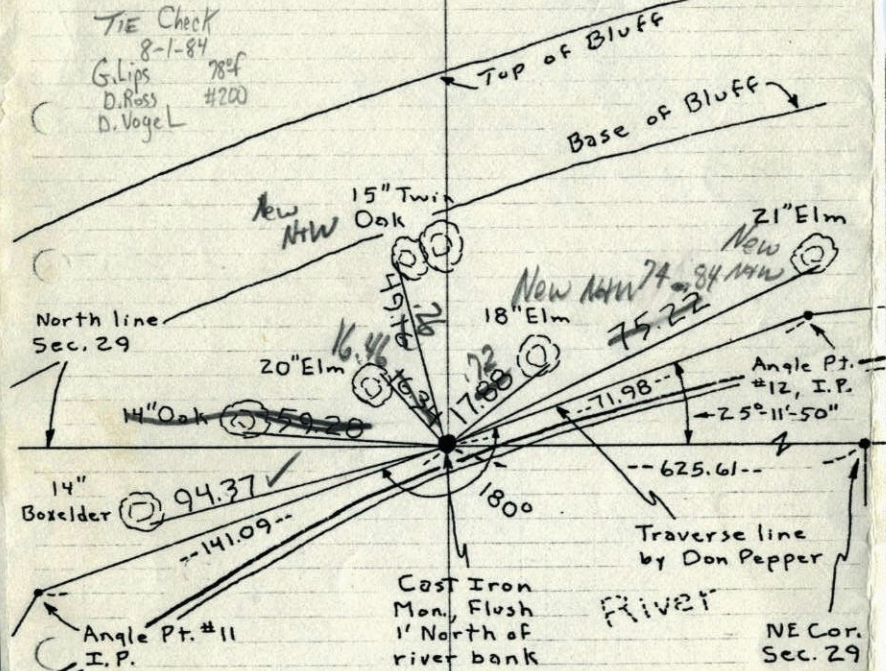 TIE Check
8-1-84
G.Lips 78°f
D.Ross #200
D.Vogel
Top of Bluff
Base of Bluff
New
N+W
15" Twin
Oak
21" Elm
New
N+W
New N+W 74.84
75.22
18" Elm
.72
17.88
.76
16.46
16.34
20" Elm
North line
Sec. 29
14" Oak
59.20
Angle Pt.
#12, I.P.
71.98
25°-11'-50"
625.61
14"
Boxelder
94.37 ✓
180°
141.09
Traverse line
by Don Pepper
Cast Iron
Mon., Flush
1' North of
river bank
River
Angle Pt. #11
I.P.
NE Cor.
Sec. 29